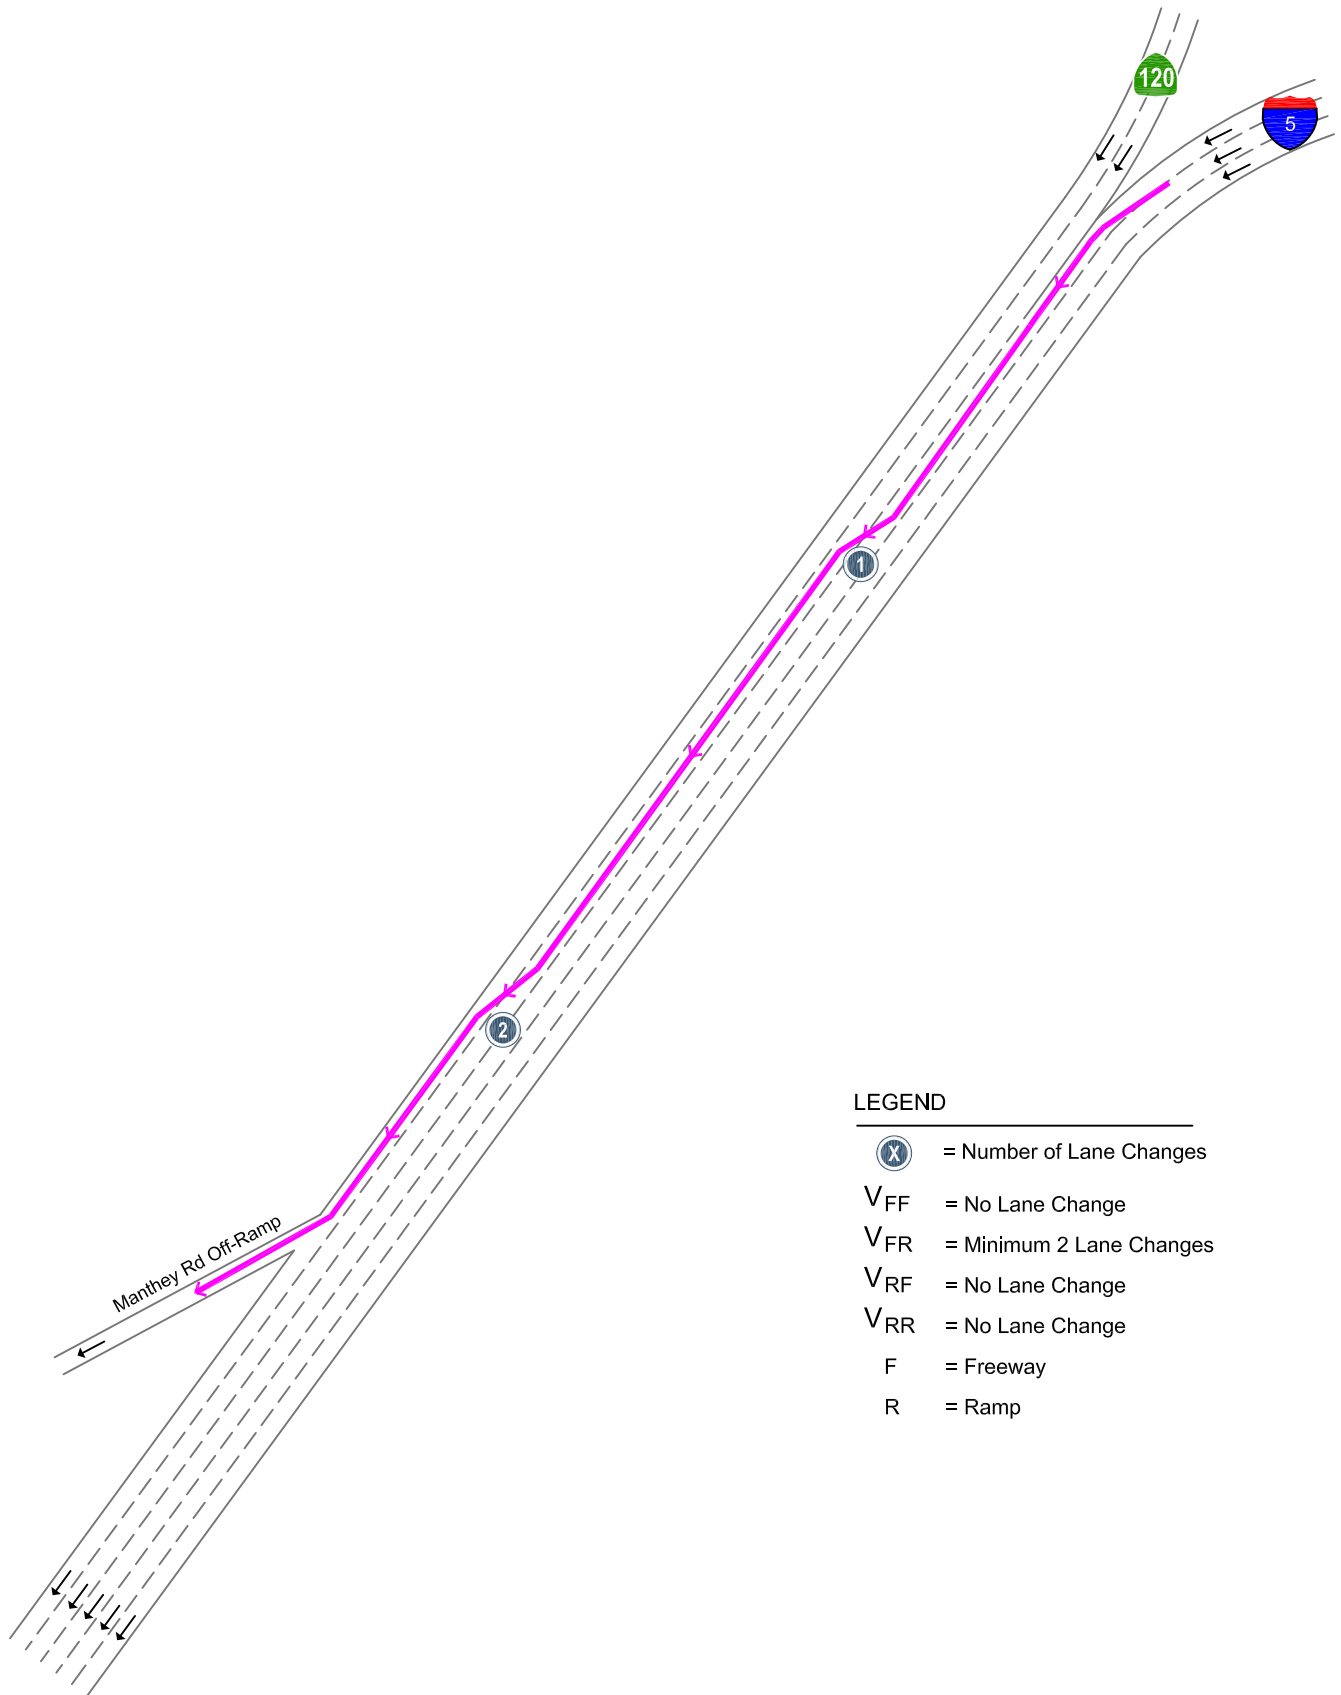 120
5
1
2
Manthey Rd Off-Ramp
LEGEND
X = Number of Lane Changes
VFF = No Lane Change
VFR = Minimum 2 Lane Changes
VRF = No Lane Change
VRR = No Lane Change
F = Freeway
R = Ramp